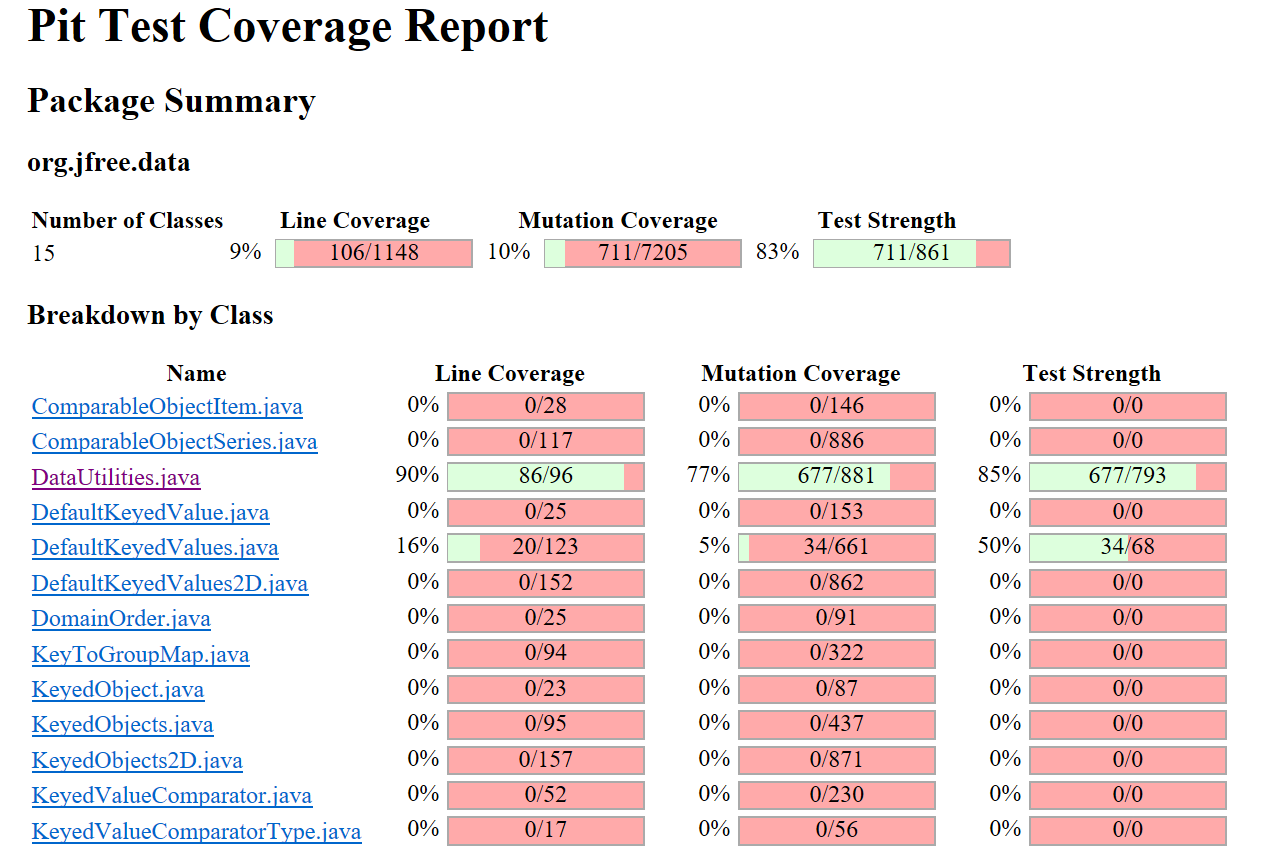 Pit Test Coverage Report
Package Summary
org.jfree.data
Number of Classes Line Coverage Mutation Coverage Test Strength
15 9% 106/1148 10% 711/7205 83% 711/861
Breakdown by Class
Name Line Coverage Mutation Coverage Test Strength
ComparableObjectItem.java 0% 0/28 0% 0/146 0% 0/0
ComparableObjectSeries.java 0% 0/117 0% 0/886 0% 0/0
DataUtilities.java 90% 86/96 77% 677/881 85% 677/793
DefaultKeyedValue.java 0% 0/25 0% 0/153 0% 0/0
DefaultKeyedValues.java 16% 20/123 5% 34/661 50% 34/68
DefaultKeyedValues2D.java 0% 0/152 0% 0/862 0% 0/0
DomainOrder.java 0% 0/25 0% 0/91 0% 0/0
KeyToGroupMap.java 0% 0/94 0% 0/322 0% 0/0
KeyedObject.java 0% 0/23 0% 0/87 0% 0/0
KeyedObjects.java 0% 0/95 0% 0/437 0% 0/0
KeyedObjects2D.java 0% 0/157 0% 0/871 0% 0/0
KeyedValueComparator.java 0% 0/52 0% 0/230 0% 0/0
KeyedValueComparatorType.java 0% 0/17 0% 0/56 0% 0/0